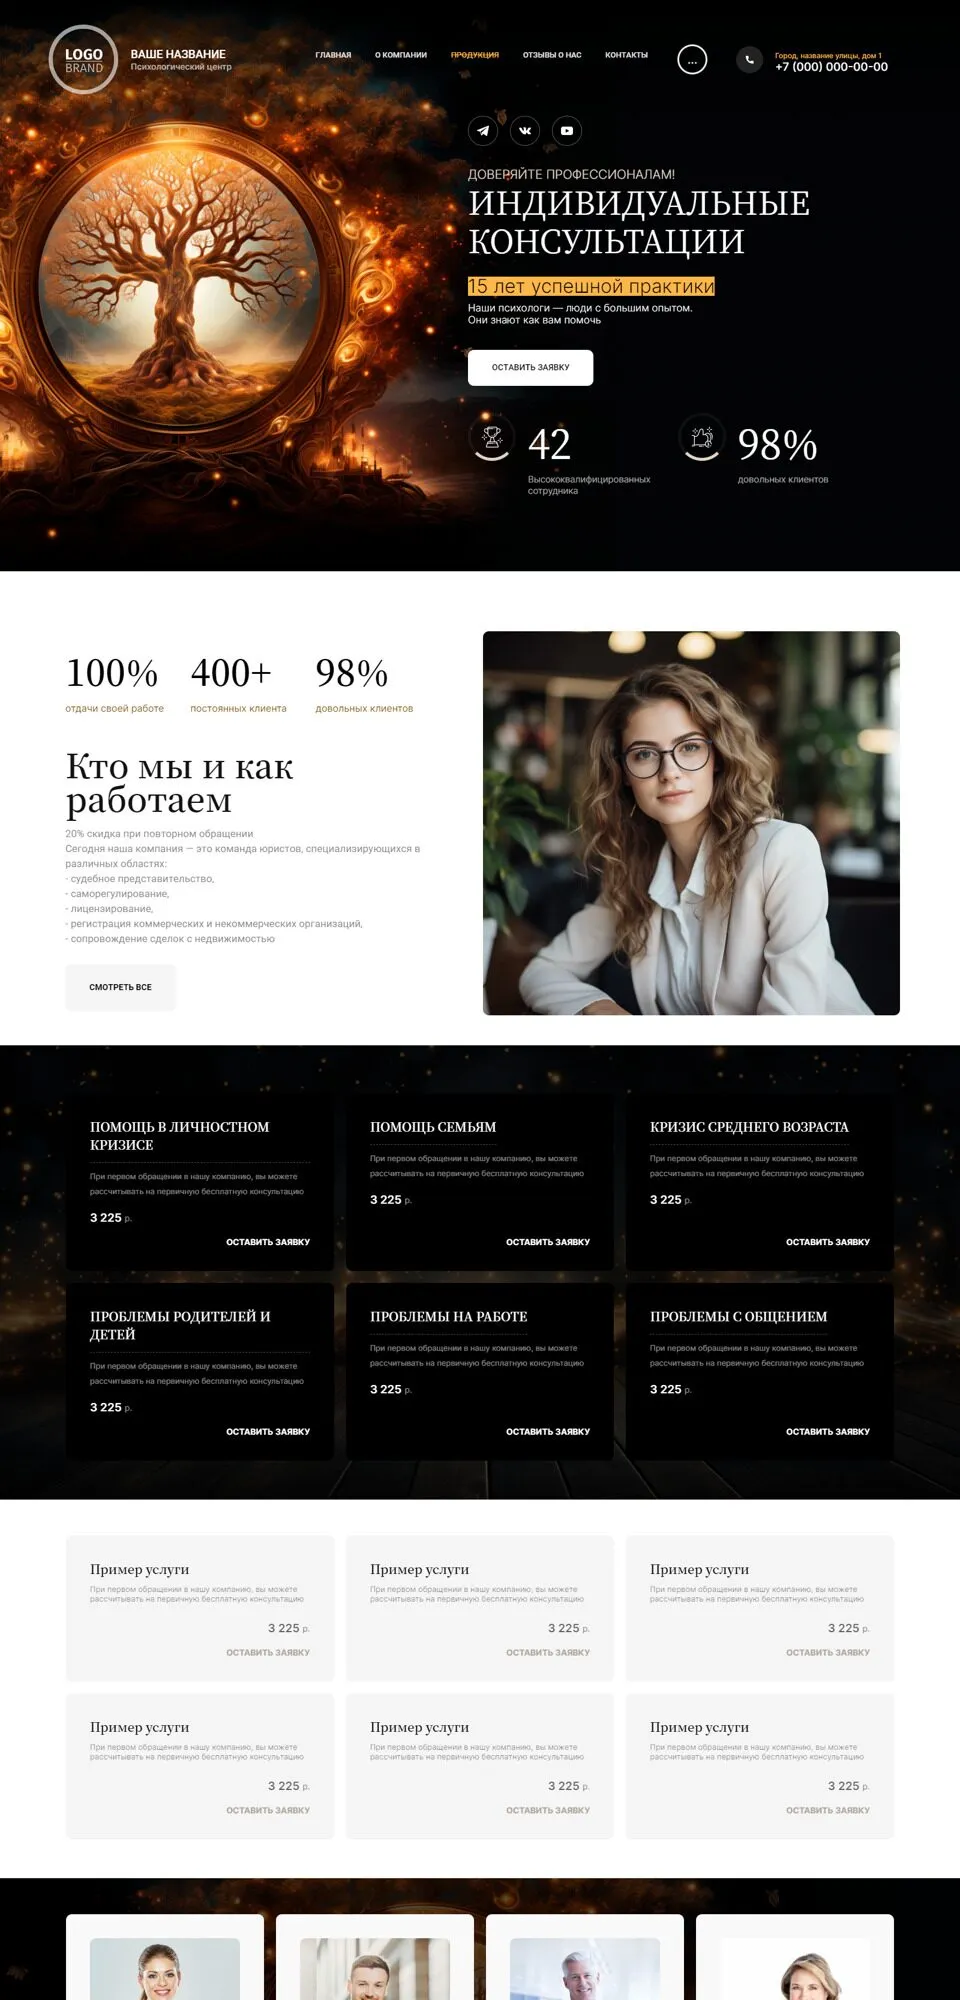 LOGO
BRAND
ВАШЕ НАЗВАНИЕ
Психологический центр
ГЛАВНАЯ
О КОМПАНИИ
ПРОДУКЦИЯ
ОТЗЫВЫ О НАС
КОНТАКТЫ
...
Город, название улицы, дом 1
+7 (000) 000-00-00
ДОВЕРЯЙТЕ ПРОФЕССИОНАЛАМ!
ИНДИВИДУАЛЬНЫЕ
КОНСУЛЬТАЦИИ
15 лет успешной практики
Наши психологи — люди с большим опытом.
Они знают как вам помочь
ОСТАВИТЬ ЗАЯВКУ
42
Высококвалифицированных
сотрудника
98%
довольных клиентов
100%
отдачи своей работе
400+
постоянных клиента
98%
довольных клиентов
Кто мы и как
работаем
20% скидка при повторном обращении
Сегодня наша компания — это команда юристов, специализирующихся в
различных областях:
- судебное представительство,
- саморегулирование,
- лицензирование,
- регистрация коммерческих и некоммерческих организаций,
- сопровождение сделок с недвижимостью
СМОТРЕТЬ ВСЕ
ПОМОЩЬ В ЛИЧНОСТНОМ
КРИЗИСЕ
При первом обращении в нашу компанию, вы можете
рассчитывать на первичную бесплатную консультацию
3 225 р.
ОСТАВИТЬ ЗАЯВКУ
ПОМОЩЬ СЕМЬЯМ
При первом обращении в нашу компанию, вы можете
рассчитывать на первичную бесплатную консультацию
3 225 р.
ОСТАВИТЬ ЗАЯВКУ
КРИЗИС СРЕДНЕГО ВОЗРАСТА
При первом обращении в нашу компанию, вы можете
рассчитывать на первичную бесплатную консультацию
3 225 р.
ОСТАВИТЬ ЗАЯВКУ
ПРОБЛЕМЫ РОДИТЕЛЕЙ И
ДЕТЕЙ
При первом обращении в нашу компанию, вы можете
рассчитывать на первичную бесплатную консультацию
3 225 р.
ОСТАВИТЬ ЗАЯВКУ
ПРОБЛЕМЫ НА РАБОТЕ
При первом обращении в нашу компанию, вы можете
рассчитывать на первичную бесплатную консультацию
3 225 р.
ОСТАВИТЬ ЗАЯВКУ
ПРОБЛЕМЫ С ОБЩЕНИЕМ
При первом обращении в нашу компанию, вы можете
рассчитывать на первичную бесплатную консультацию
3 225 р.
ОСТАВИТЬ ЗАЯВКУ
Пример услуги
При первом обращении в нашу компанию, вы можете
рассчитывать на первичную бесплатную консультацию
3 225 р.
ОСТАВИТЬ ЗАЯВКУ
Пример услуги
При первом обращении в нашу компанию, вы можете
рассчитывать на первичную бесплатную консультацию
3 225 р.
ОСТАВИТЬ ЗАЯВКУ
Пример услуги
При первом обращении в нашу компанию, вы можете
рассчитывать на первичную бесплатную консультацию
3 225 р.
ОСТАВИТЬ ЗАЯВКУ
Пример услуги
При первом обращении в нашу компанию, вы можете
рассчитывать на первичную бесплатную консультацию
3 225 р.
ОСТАВИТЬ ЗАЯВКУ
Пример услуги
При первом обращении в нашу компанию, вы можете
рассчитывать на первичную бесплатную консультацию
3 225 р.
ОСТАВИТЬ ЗАЯВКУ
Пример услуги
При первом обращении в нашу компанию, вы можете
рассчитывать на первичную бесплатную консультацию
3 225 р.
ОСТАВИТЬ ЗАЯВКУ